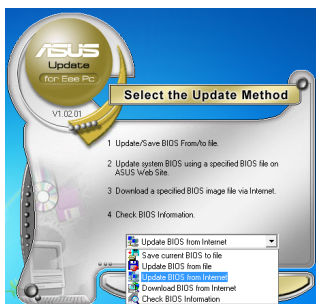 ASUS
Update
for Eee Pc
V1.02.01
Select the Update Method
1 Update/Save BIOS From/to file.
2 Update system BIOS using a specified BIOS file on
ASUS Web Site.
3 Download a specified BIOS image file via Internet.
4 Check BIOS Information.
Update BIOS from Internet
Save current BIOS to file
Update BIOS from file
Update BIOS from Internet
Download BIOS from Internet
Check BIOS Information